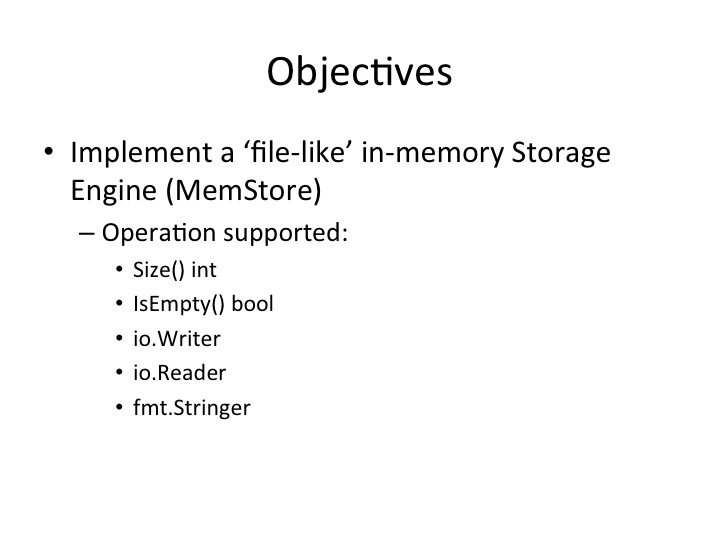 Objectives
• Implement a ‘file-like’ in-memory Storage
Engine (MemStore)
– Operation supported:
• Size() int
• IsEmpty() bool
• io.Writer
• io.Reader
• fmt.Stringer